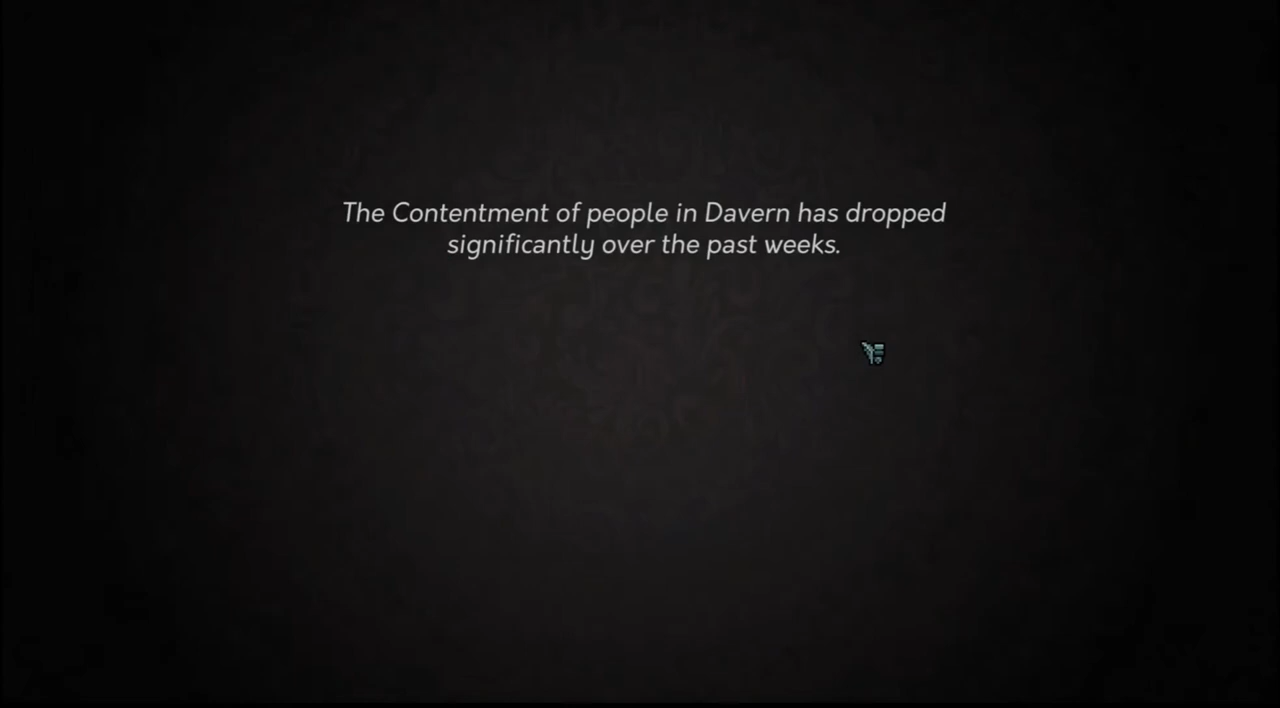 The Contentment of people in Davern has dropped
significantly over the past weeks.